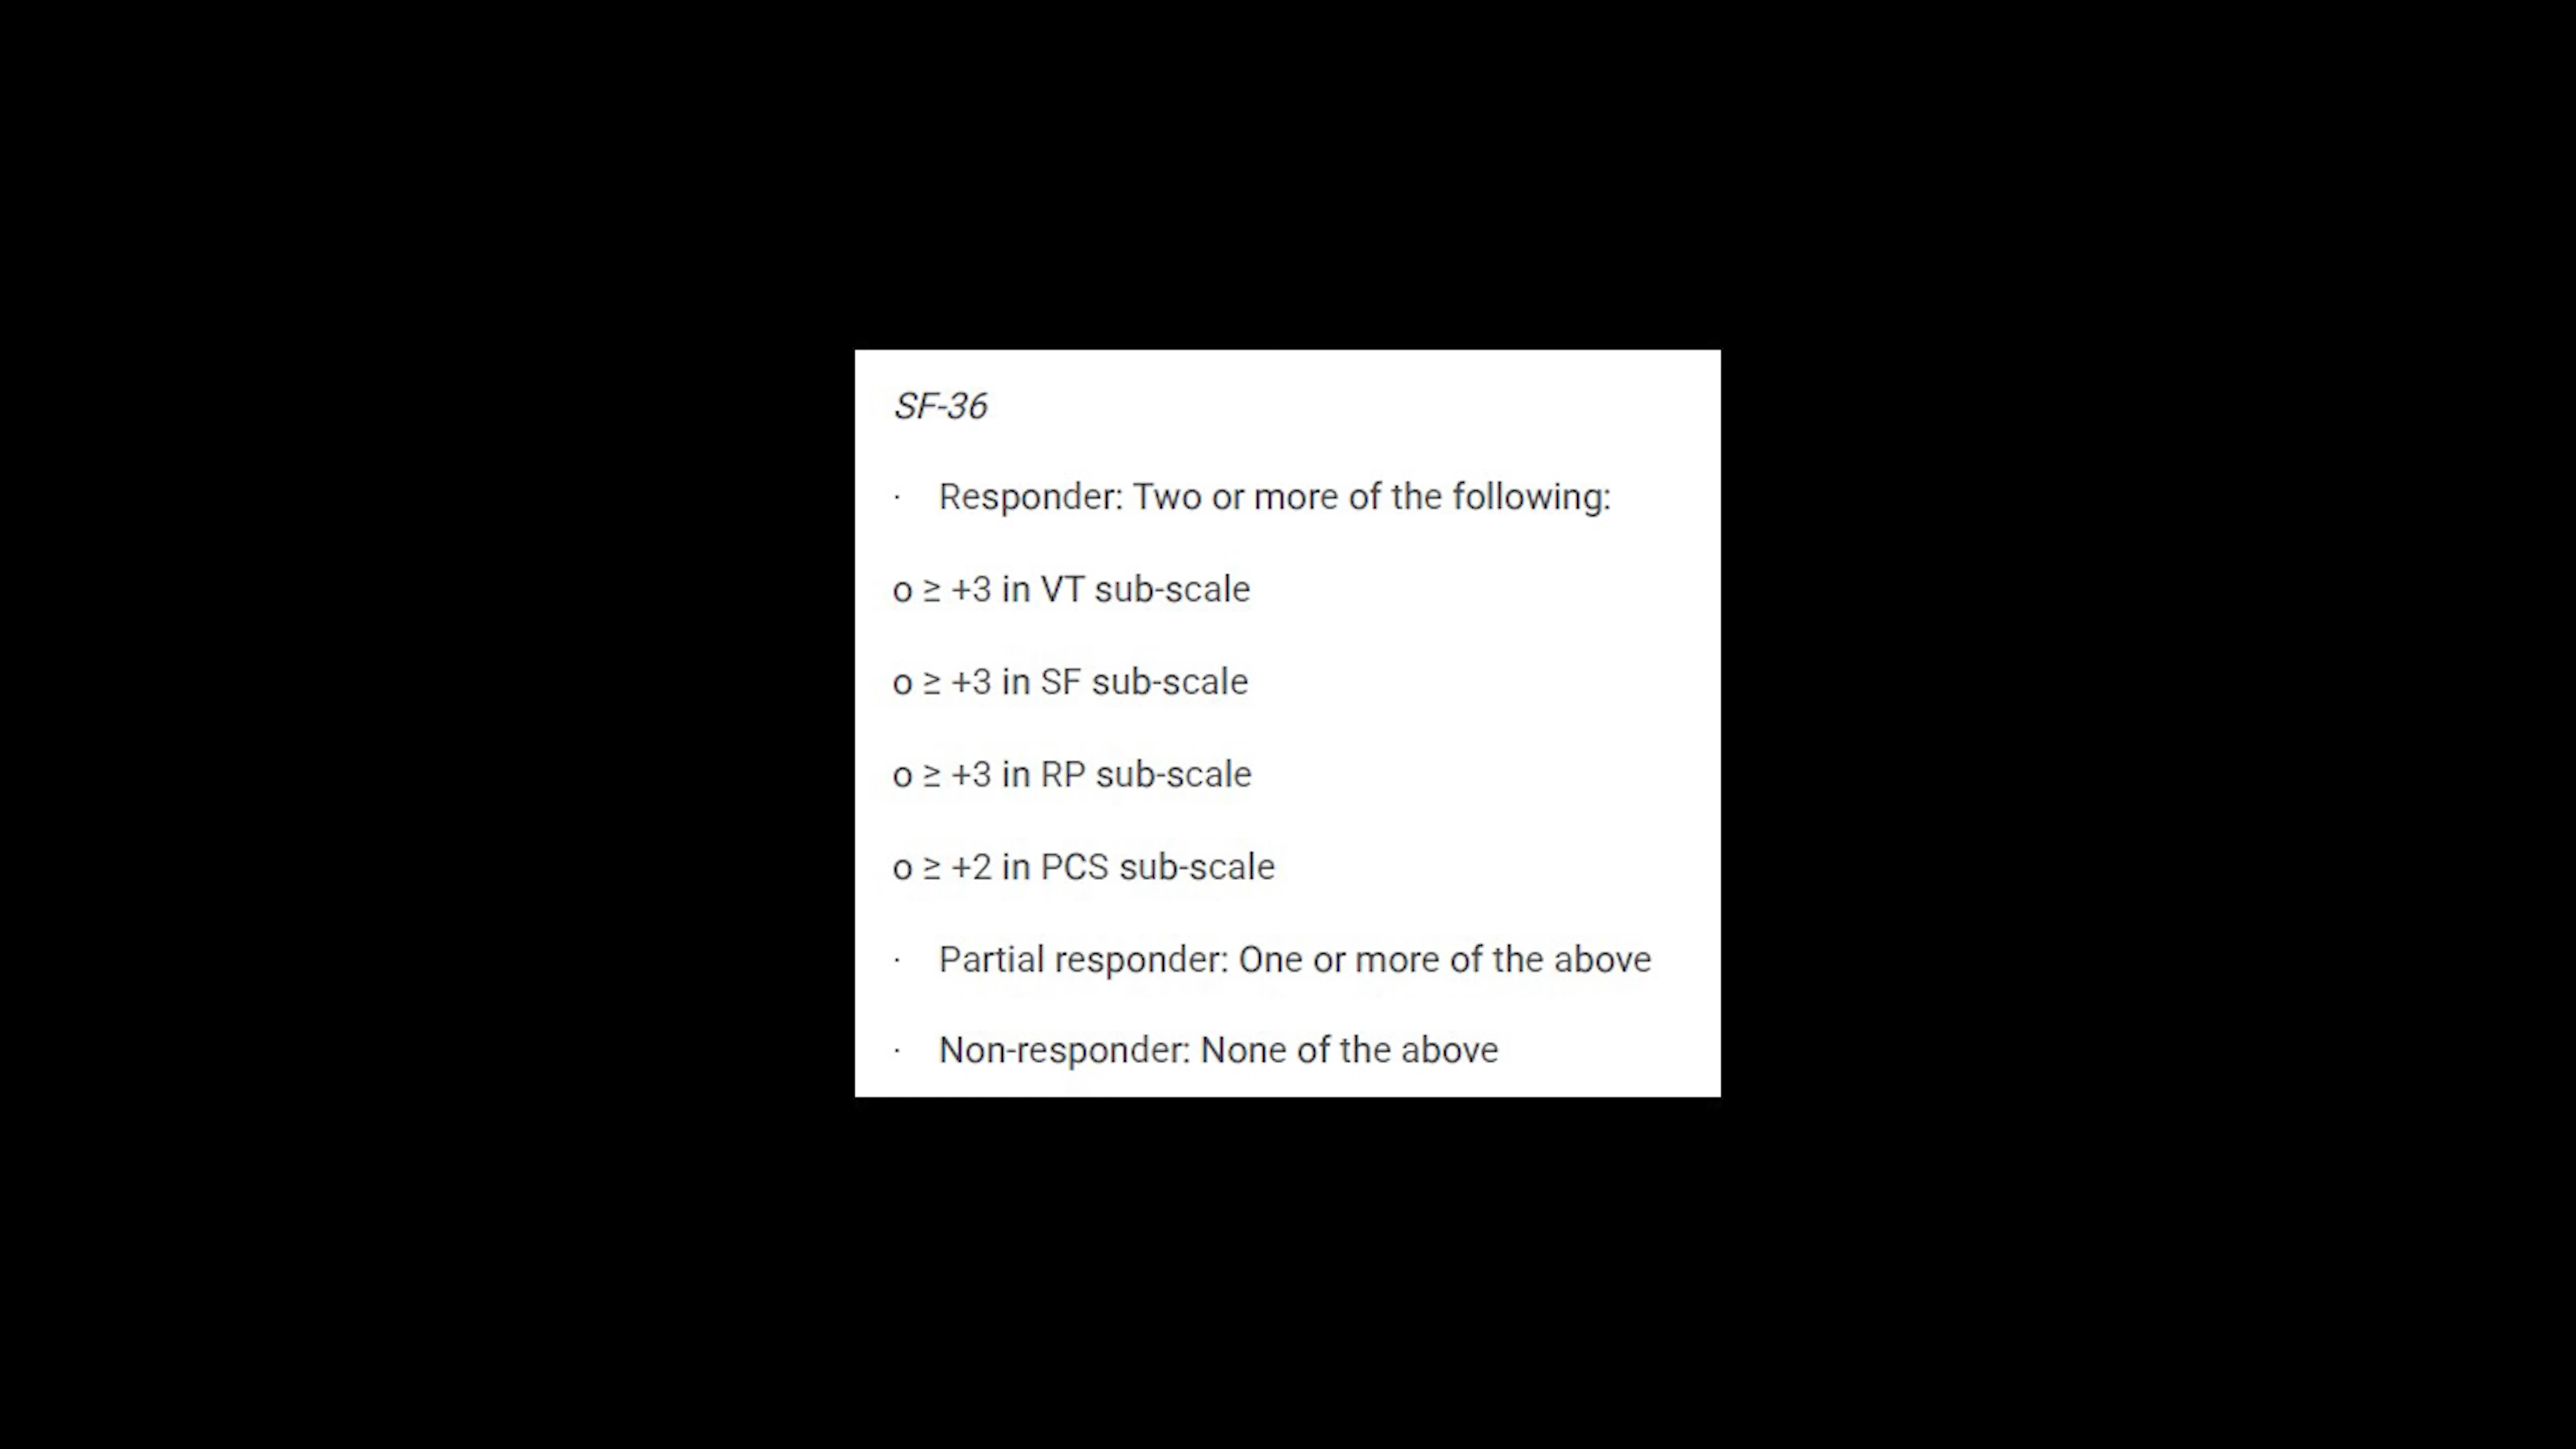 SF-36
· Responder: Two or more of the following:
o ≥ +3 in VT sub-scale
o ≥ +3 in SF sub-scale
o ≥ +3 in RP sub-scale
o ≥ +2 in PCS sub-scale
· Partial responder: One or more of the above
· Non-responder: None of the above